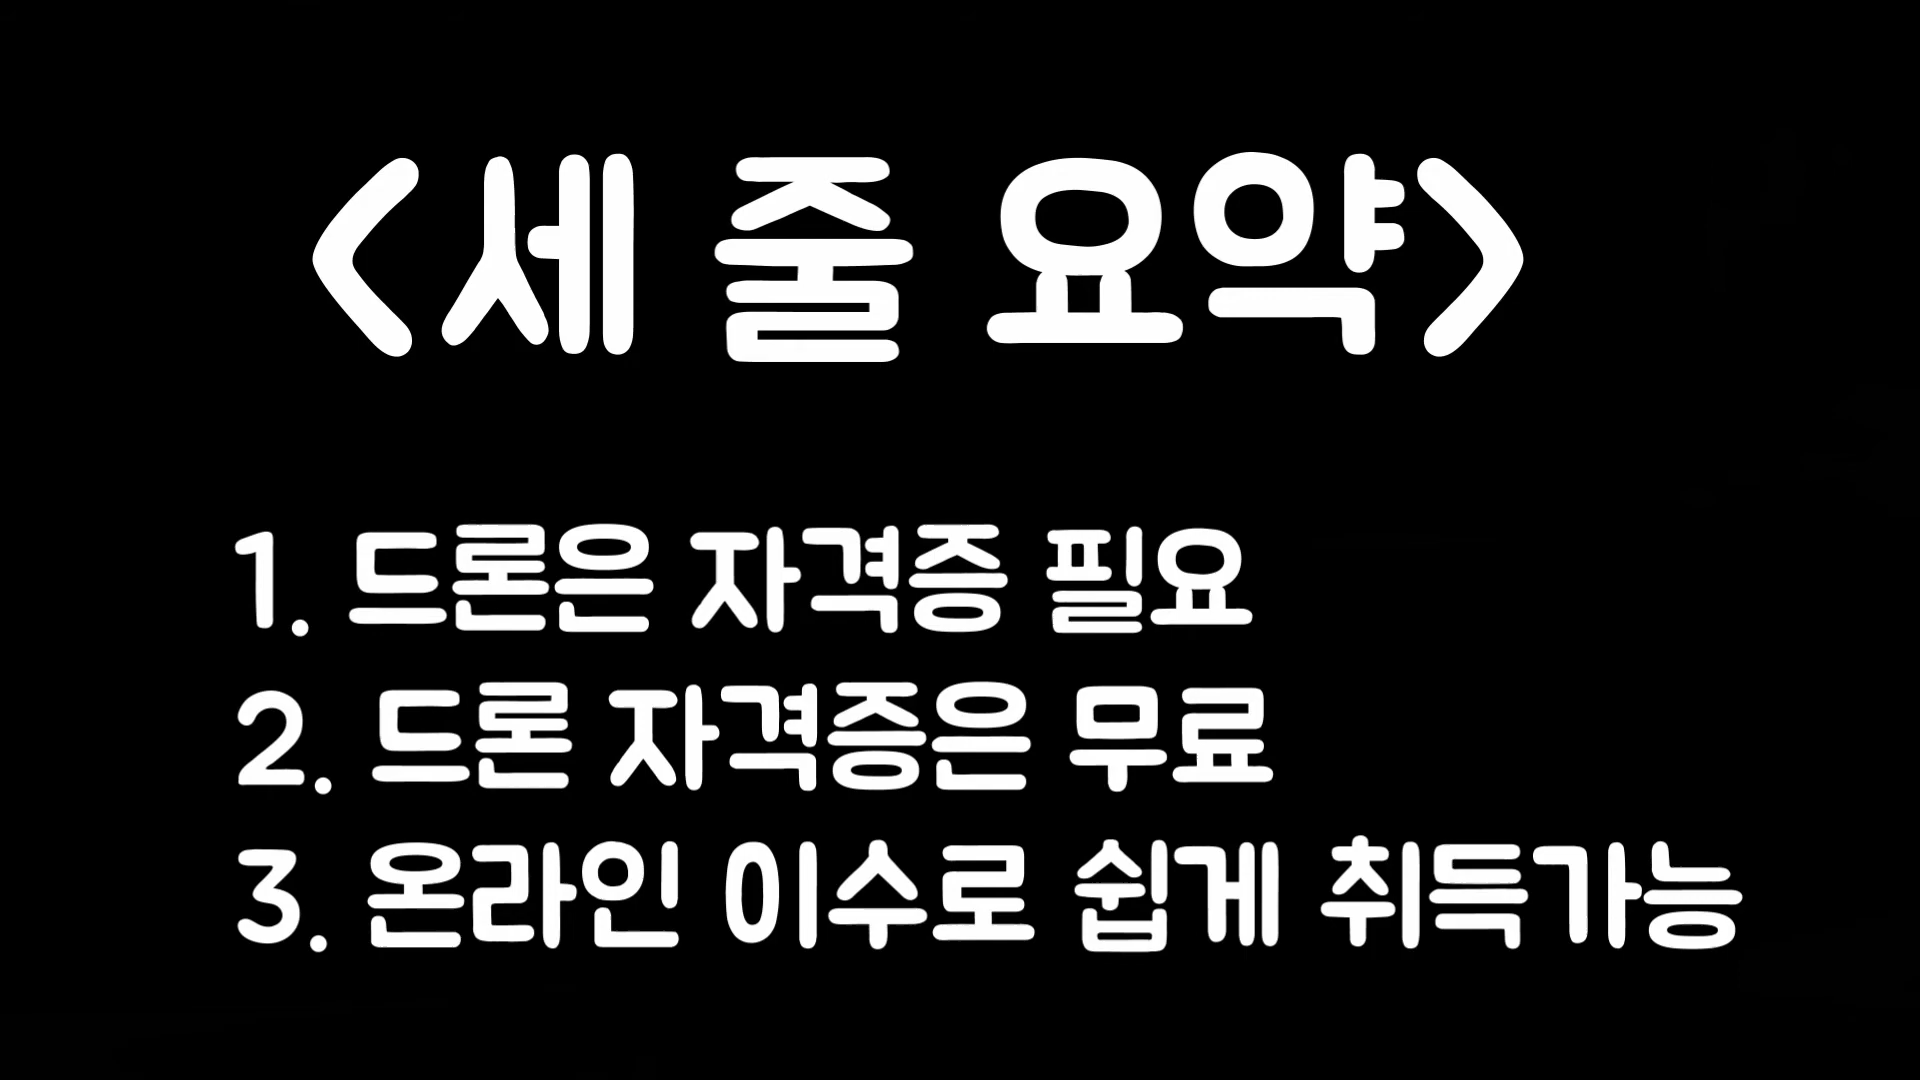 <세 줄 요약>
1. 드론은 자격증 필요
2. 드론 자격증은 무료
3. 온라인 이수로 쉽게 취득가능